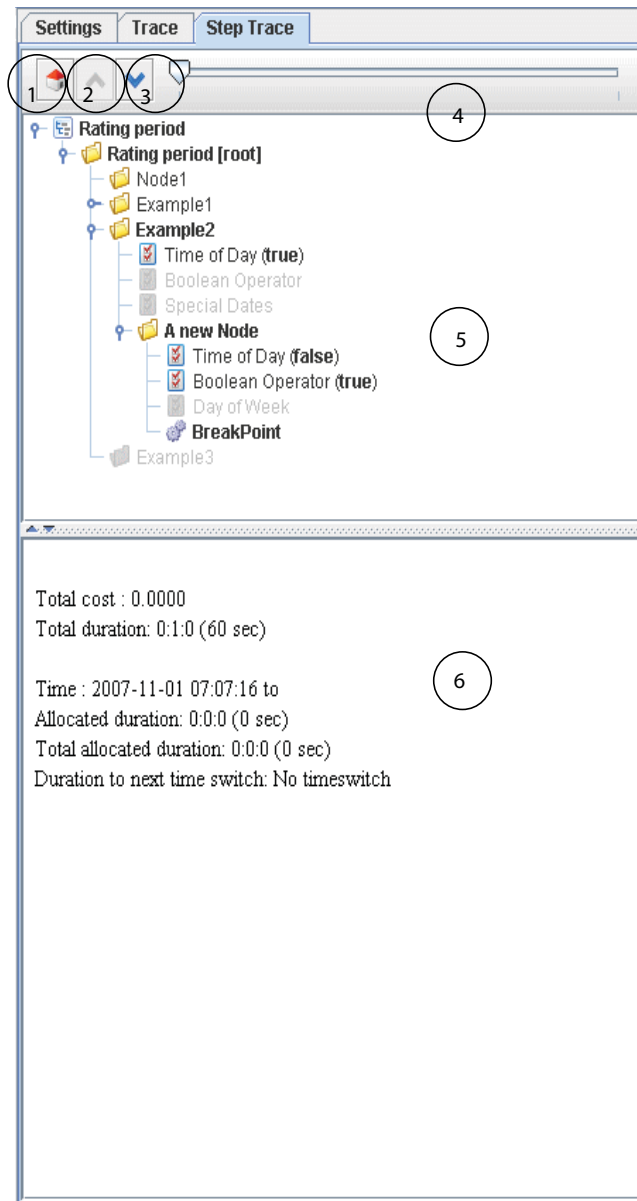 Settings Trace Step Trace
1 2 3
4
Rating period
Rating period [root]
Node1
Example1
Example2
Time of Day (true)
Boolean Operator
Special Dates
A new Node
5
Time of Day (false)
Boolean Operator (true)
Day of Week
BreakPoint
Example3
Total cost : 0.0000
Total duration: 0:1:0 (60 sec)
Time : 2007-11-01 07:07:16 to
6
Allocated duration: 0:0:0 (0 sec)
Total allocated duration: 0:0:0 (0 sec)
Duration to next time switch: No timeswitch